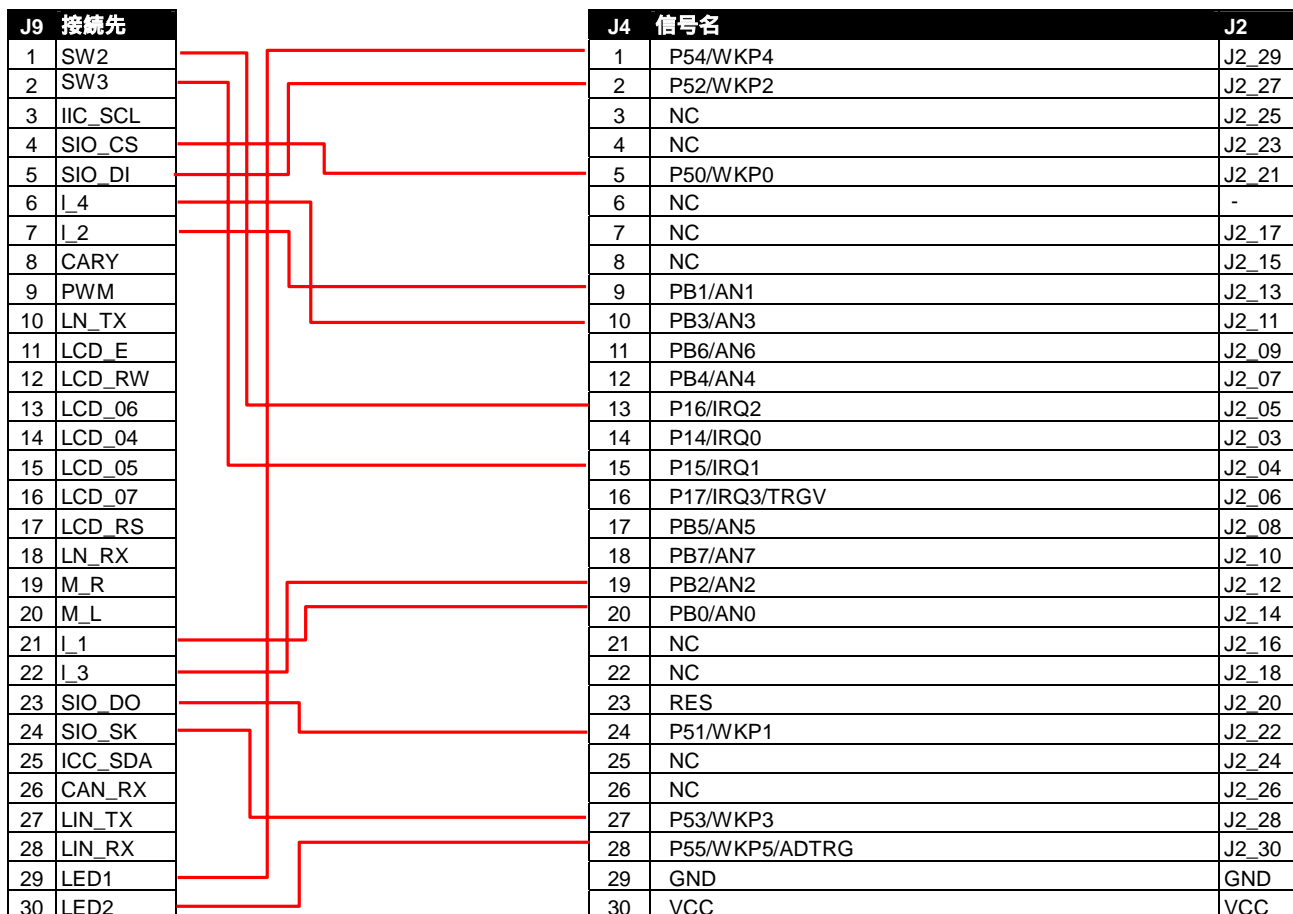 J9 接続先 J4 信号名 J2
1 SW2 1 P54/WKP4 J2_29
2 SW3 2 P52/WKP2 J2_27
3 IIC_SCL 3 NC J2_25
4 SIO_CS 4 NC J2_23
5 SIO_DI 5 P50/WKP0 J2_21
6 I_4 6 NC -
7 I_2 7 NC J2_17
8 CARY 8 NC J2_15
9 PWM 9 PB1/AN1 J2_13
10 LN_TX 10 PB3/AN3 J2_11
11 LCD_E 11 PB6/AN6 J2_09
12 LCD_RW 12 PB4/AN4 J2_07
13 LCD_06 13 P16/IRQ2 J2_05
14 LCD_04 14 P14/IRQ0 J2_03
15 LCD_05 15 P15/IRQ1 J2_04
16 LCD_07 16 P17/IRQ3/TRGV J2_06
17 LCD_RS 17 PB5/AN5 J2_08
18 LN_RX 18 PB7/AN7 J2_10
19 M_R 19 PB2/AN2 J2_12
20 M_L 20 PB0/AN0 J2_14
21 I_1 21 NC J2_16
22 I_3 22 NC J2_18
23 SIO_DO 23 RES J2_20
24 SIO_SK 24 P51/WKP1 J2_22
25 ICC_SDA 25 NC J2_24
26 CAN_RX 26 NC J2_26
27 LIN_TX 27 P53/WKP3 J2_28
28 LIN_RX 28 P55/WKP5/ADTRG J2_30
29 LED1 29 GND GND
30 LED2 30 VCC VCC